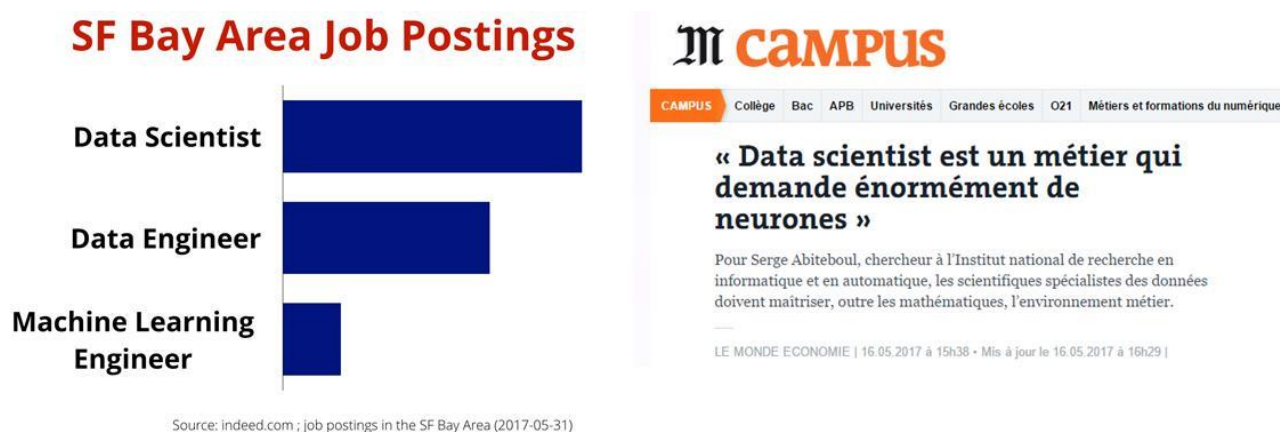 SF Bay Area Job Postings
Data Scientist
Data Engineer
Machine Learning
Engineer
Source: indeed.com ; job postings in the SF Bay Area (2017-05-31)
M CAMPUS
CAMPUS Collège Bac APB Universités Grandes écoles O21 Métiers et formations du numérique
« Data scientist est un métier qui
demande énormément de
neurones »
Pour Serge Abiteboul, chercheur à l’Institut national de recherche en
informatique et en automatique, les scientifiques spécialistes des données
doivent maîtriser, outre les mathématiques, l’environnement métier.
LE MONDE ECONOMIE | 16.05.2017 à 15h38 • Mis à jour le 16.05.2017 à 16h29 |